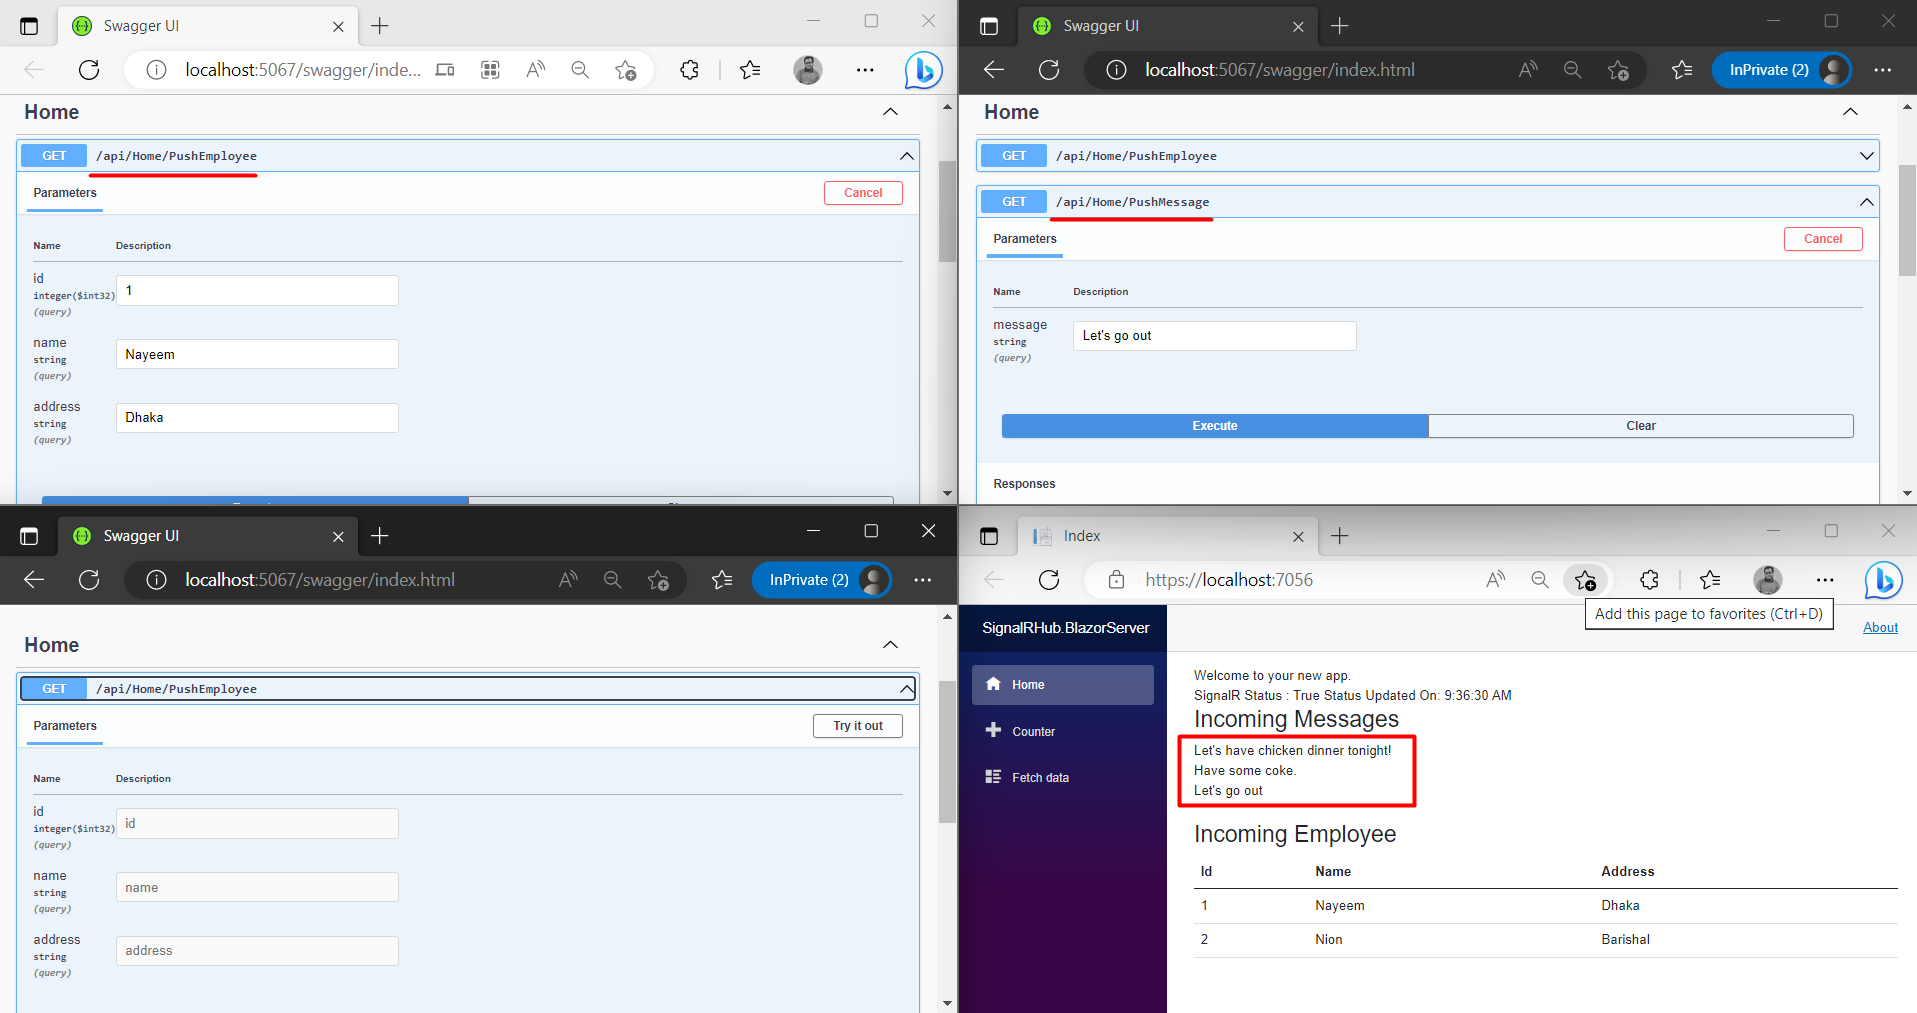 Swagger UI
localhost:5067/swagger/inde...
Home
GET /api/Home/PushEmployee
Parameters
Cancel
Name Description
id
integer($int32)
(query)
1
name
string
(query)
Nayeem
address
string
(query)
Dhaka
Swagger UI
localhost:5067/swagger/index.html
InPrivate (2)
Home
GET /api/Home/PushEmployee
GET /api/Home/PushMessage
Parameters
Cancel
Name Description
message
string
(query)
Let's go out
Execute
Clear
Responses
Swagger UI
localhost:5067/swagger/index.html
InPrivate (2)
Home
GET /api/Home/PushEmployee
Parameters
Try it out
Name Description
id
integer($int32)
(query)
id
name
string
(query)
name
address
string
(query)
address
Index
https://localhost:7056
Add this page to favorites (Ctrl+D)
SignalRHub.BlazorServer
About
Home
Counter
Fetch data
Welcome to your new app.
SignalR Status : True Status Updated On: 9:36:30 AM
Incoming Messages
Let's have chicken dinner tonight!
Have some coke.
Let's go out
Incoming Employee
Id Name Address
1 Nayeem Dhaka
2 Nion Barishal